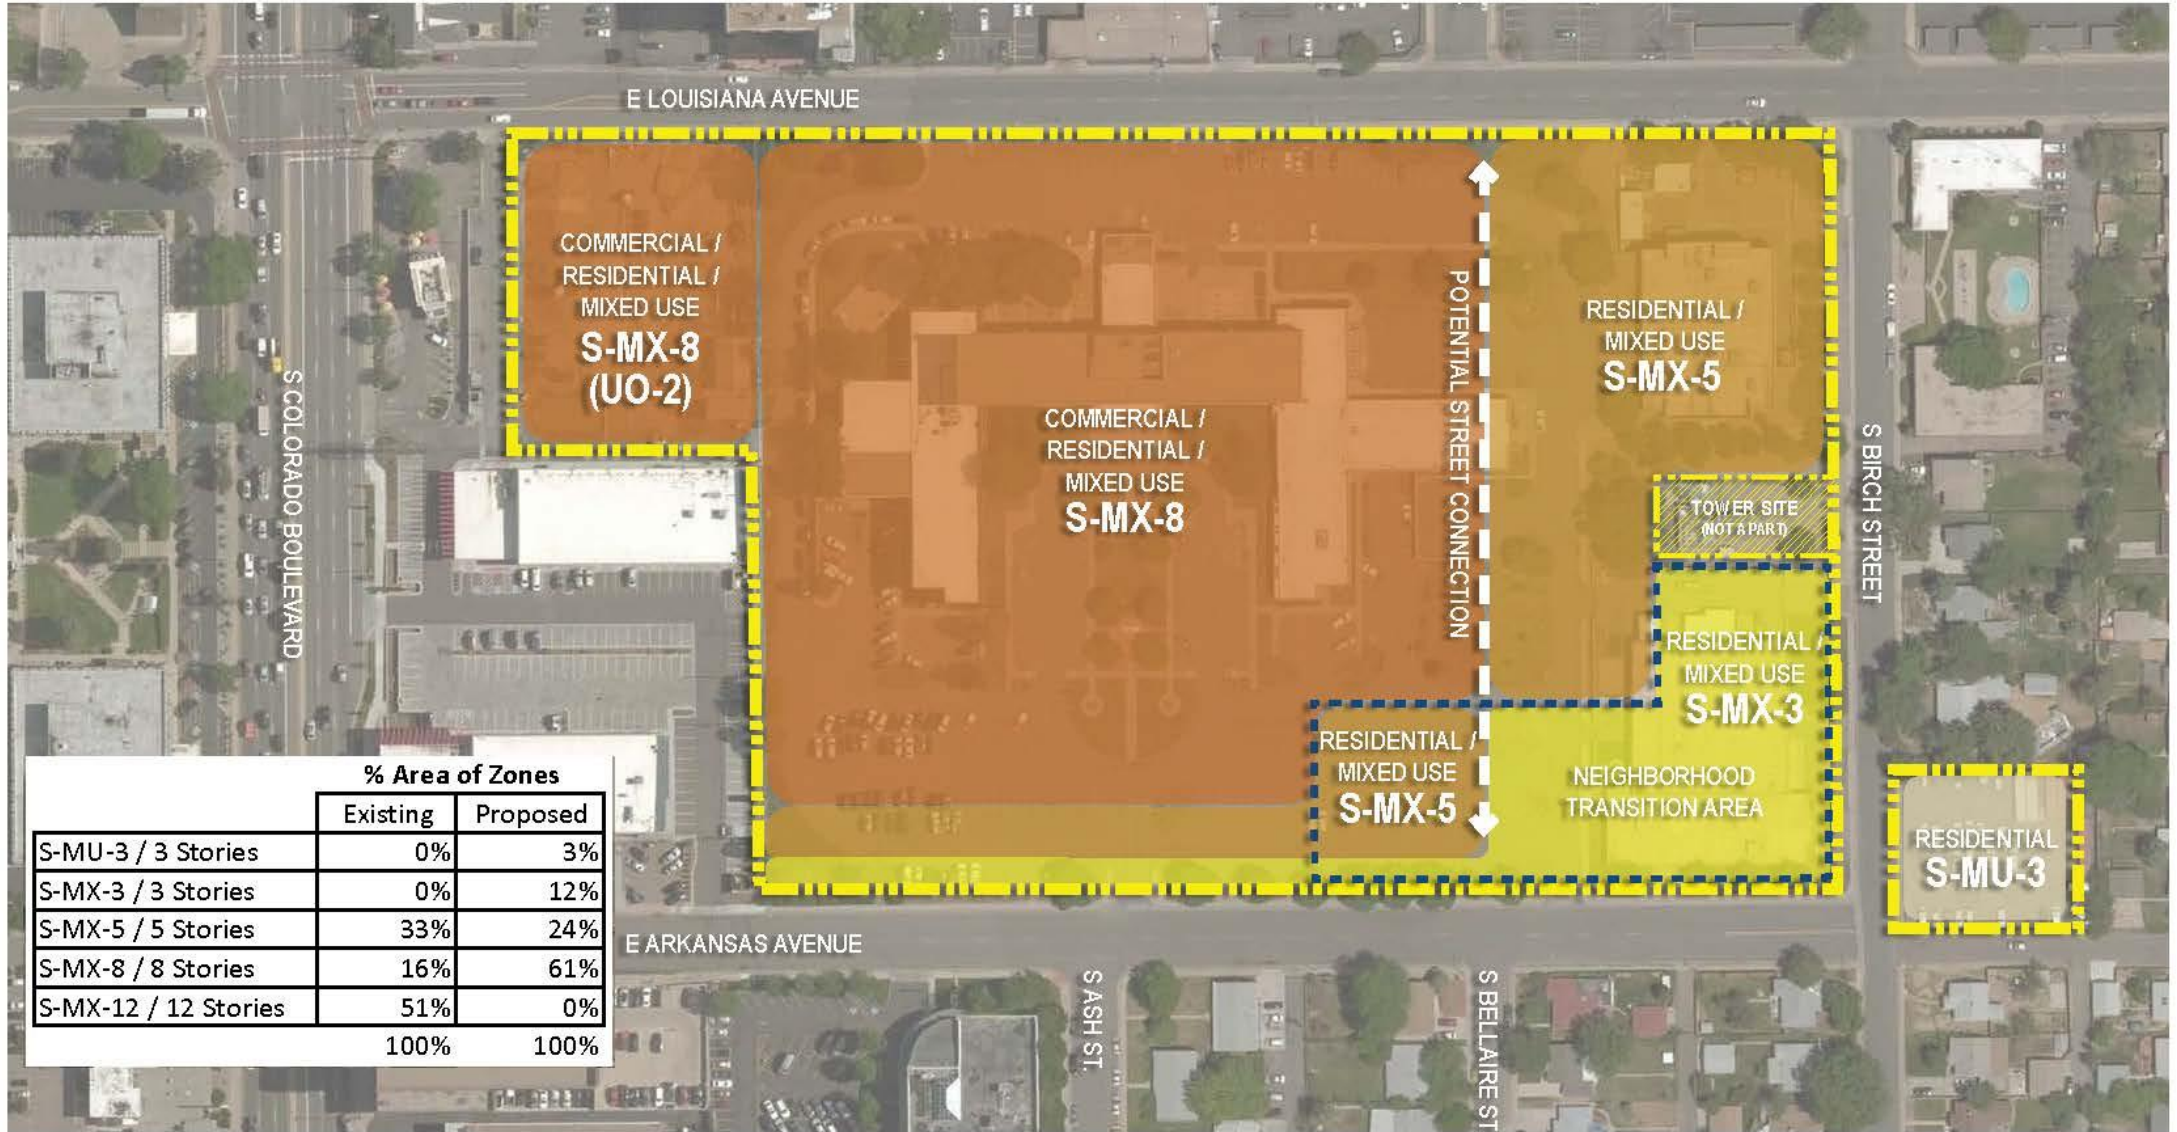 E LOUISIANA AVENUE
COMMERCIAL /
RESIDENTIAL /
MIXED USE
S-MX-8
(UO-2)
S COLORADO BOULEVARD
COMMERCIAL /
RESIDENTIAL /
MIXED USE
S-MX-8
POTENTIAL STREET CONNECTION
RESIDENTIAL /
MIXED USE
S-MX-5
TOWER SITE
(NOT A PART)
S BIRCH STREET
RESIDENTIAL /
MIXED USE
S-MX-3
NEIGHBORHOOD
TRANSITION AREA
RESIDENTIAL /
MIXED USE
S-MX-5
RESIDENTIAL
S-MU-3
% Area of Zones
Existing Proposed
S-MU-3 / 3 Stories 0% 3%
S-MX-3 / 3 Stories 0% 12%
S-MX-5 / 5 Stories 33% 24%
S-MX-8 / 8 Stories 16% 61%
S-MX-12 / 12 Stories 51% 0%
100% 100%
E ARKANSAS AVENUE
S ASH ST.
S BELLAIRE ST